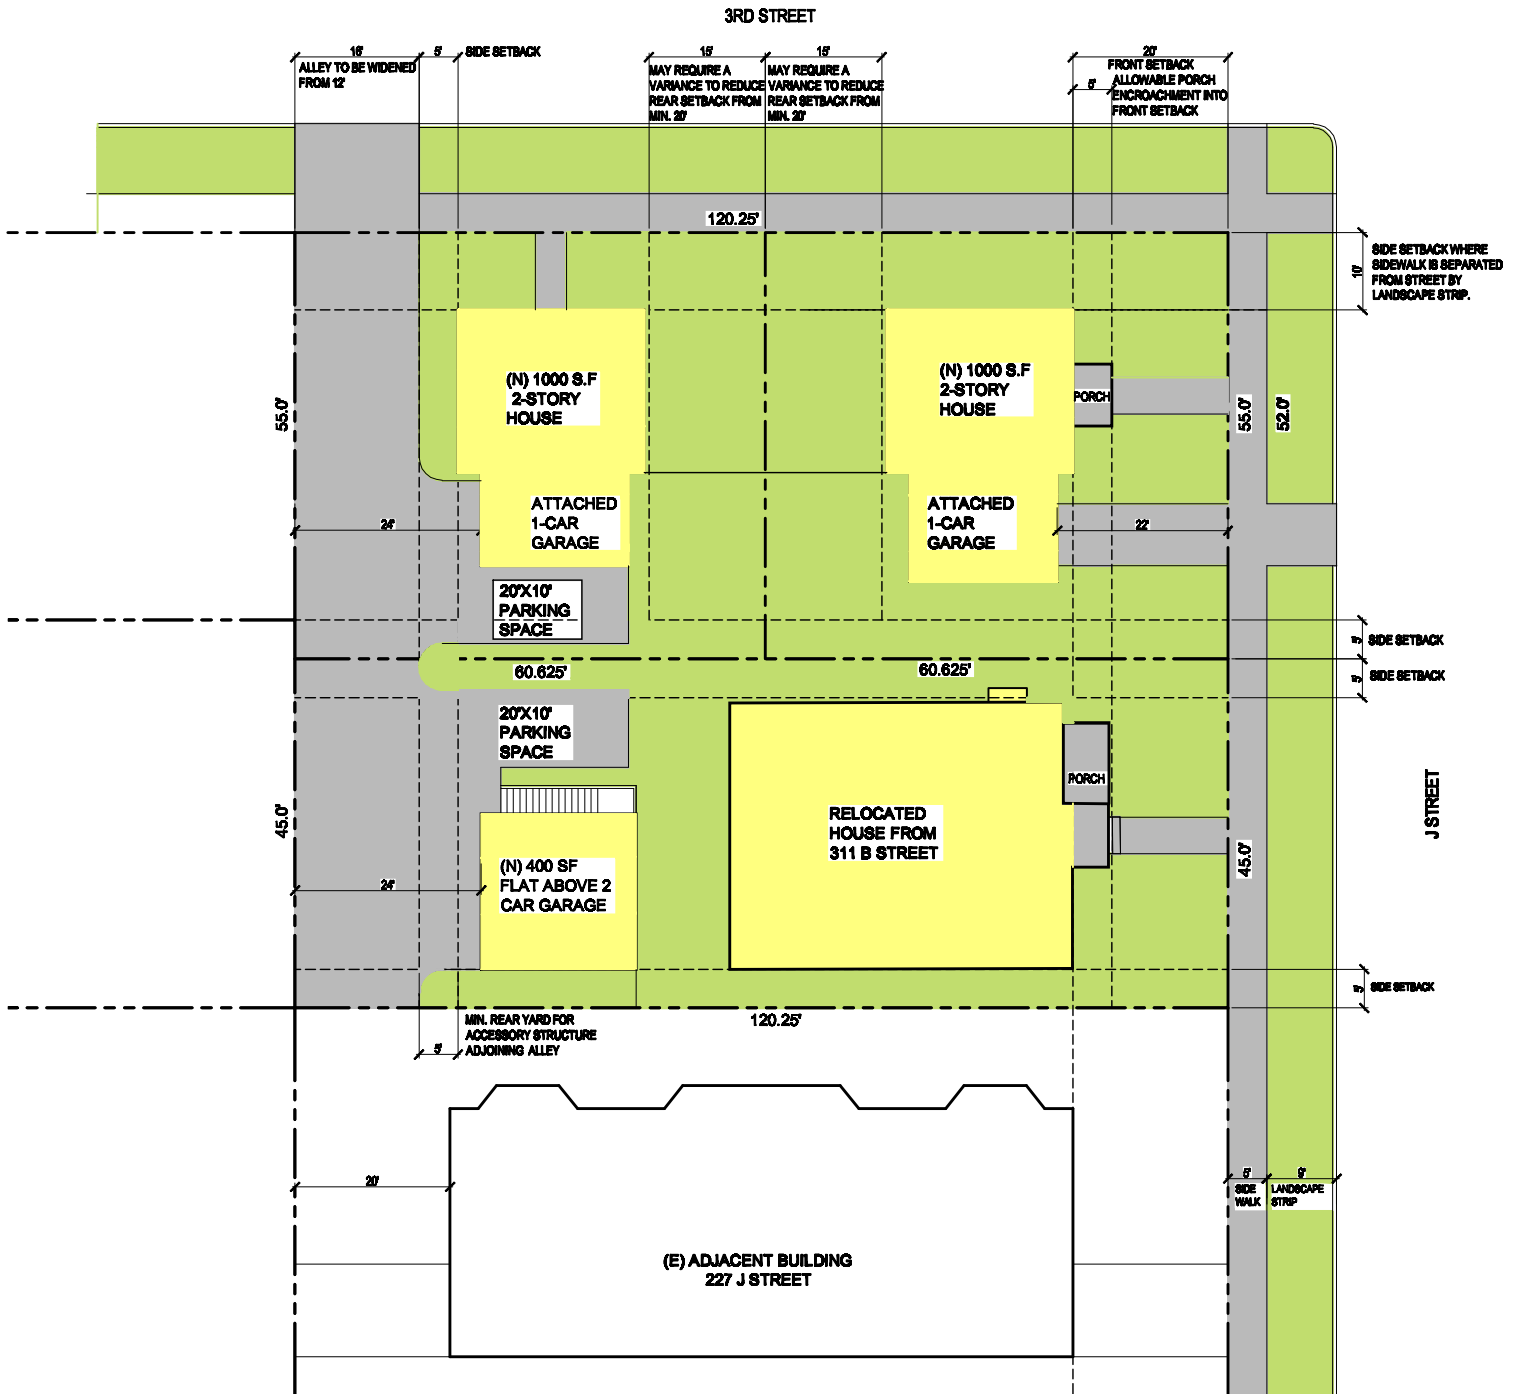 3RD STREET
16'
5'
SIDE SETBACK
15'
15'
20'
ALLEY TO BE WIDENED
FROM 12'
MAY REQUIRE A
VARIANCE TO REDUCE
REAR SETBACK FROM
MIN. 20'
MAY REQUIRE A
VARIANCE TO REDUCE
REAR SETBACK FROM
MIN. 20'
FRONT SETBACK
5'
ALLOWABLE PORCH
ENCROACHMENT INTO
FRONT SETBACK
120.25'
10'
SIDE SETBACK WHERE
SIDEWALK IS SEPARATED
FROM STREET BY
LANDSCAPE STRIP.
55.0'
(N) 1000 S.F
2-STORY
HOUSE
(N) 1000 S.F
2-STORY
HOUSE
PORCH
55.0'
52.0'
ATTACHED
1-CAR
GARAGE
ATTACHED
1-CAR
GARAGE
24'
22'
20'X10'
PARKING
SPACE
5'
SIDE SETBACK
60.625'
60.625'
5'
SIDE SETBACK
20'X10'
PARKING
SPACE
PORCH
J STREET
45.0'
RELOCATED
HOUSE FROM
311 B STREET
45.0'
(N) 400 SF
FLAT ABOVE 2
CAR GARAGE
24'
5'
SIDE SETBACK
MIN. REAR YARD FOR
ACCESSORY STRUCTURE
ADJOINING ALLEY
5'
120.25'
20'
5'
9'
SIDE
WALK
LANDSCAPE
STRIP
(E) ADJACENT BUILDING
227 J STREET